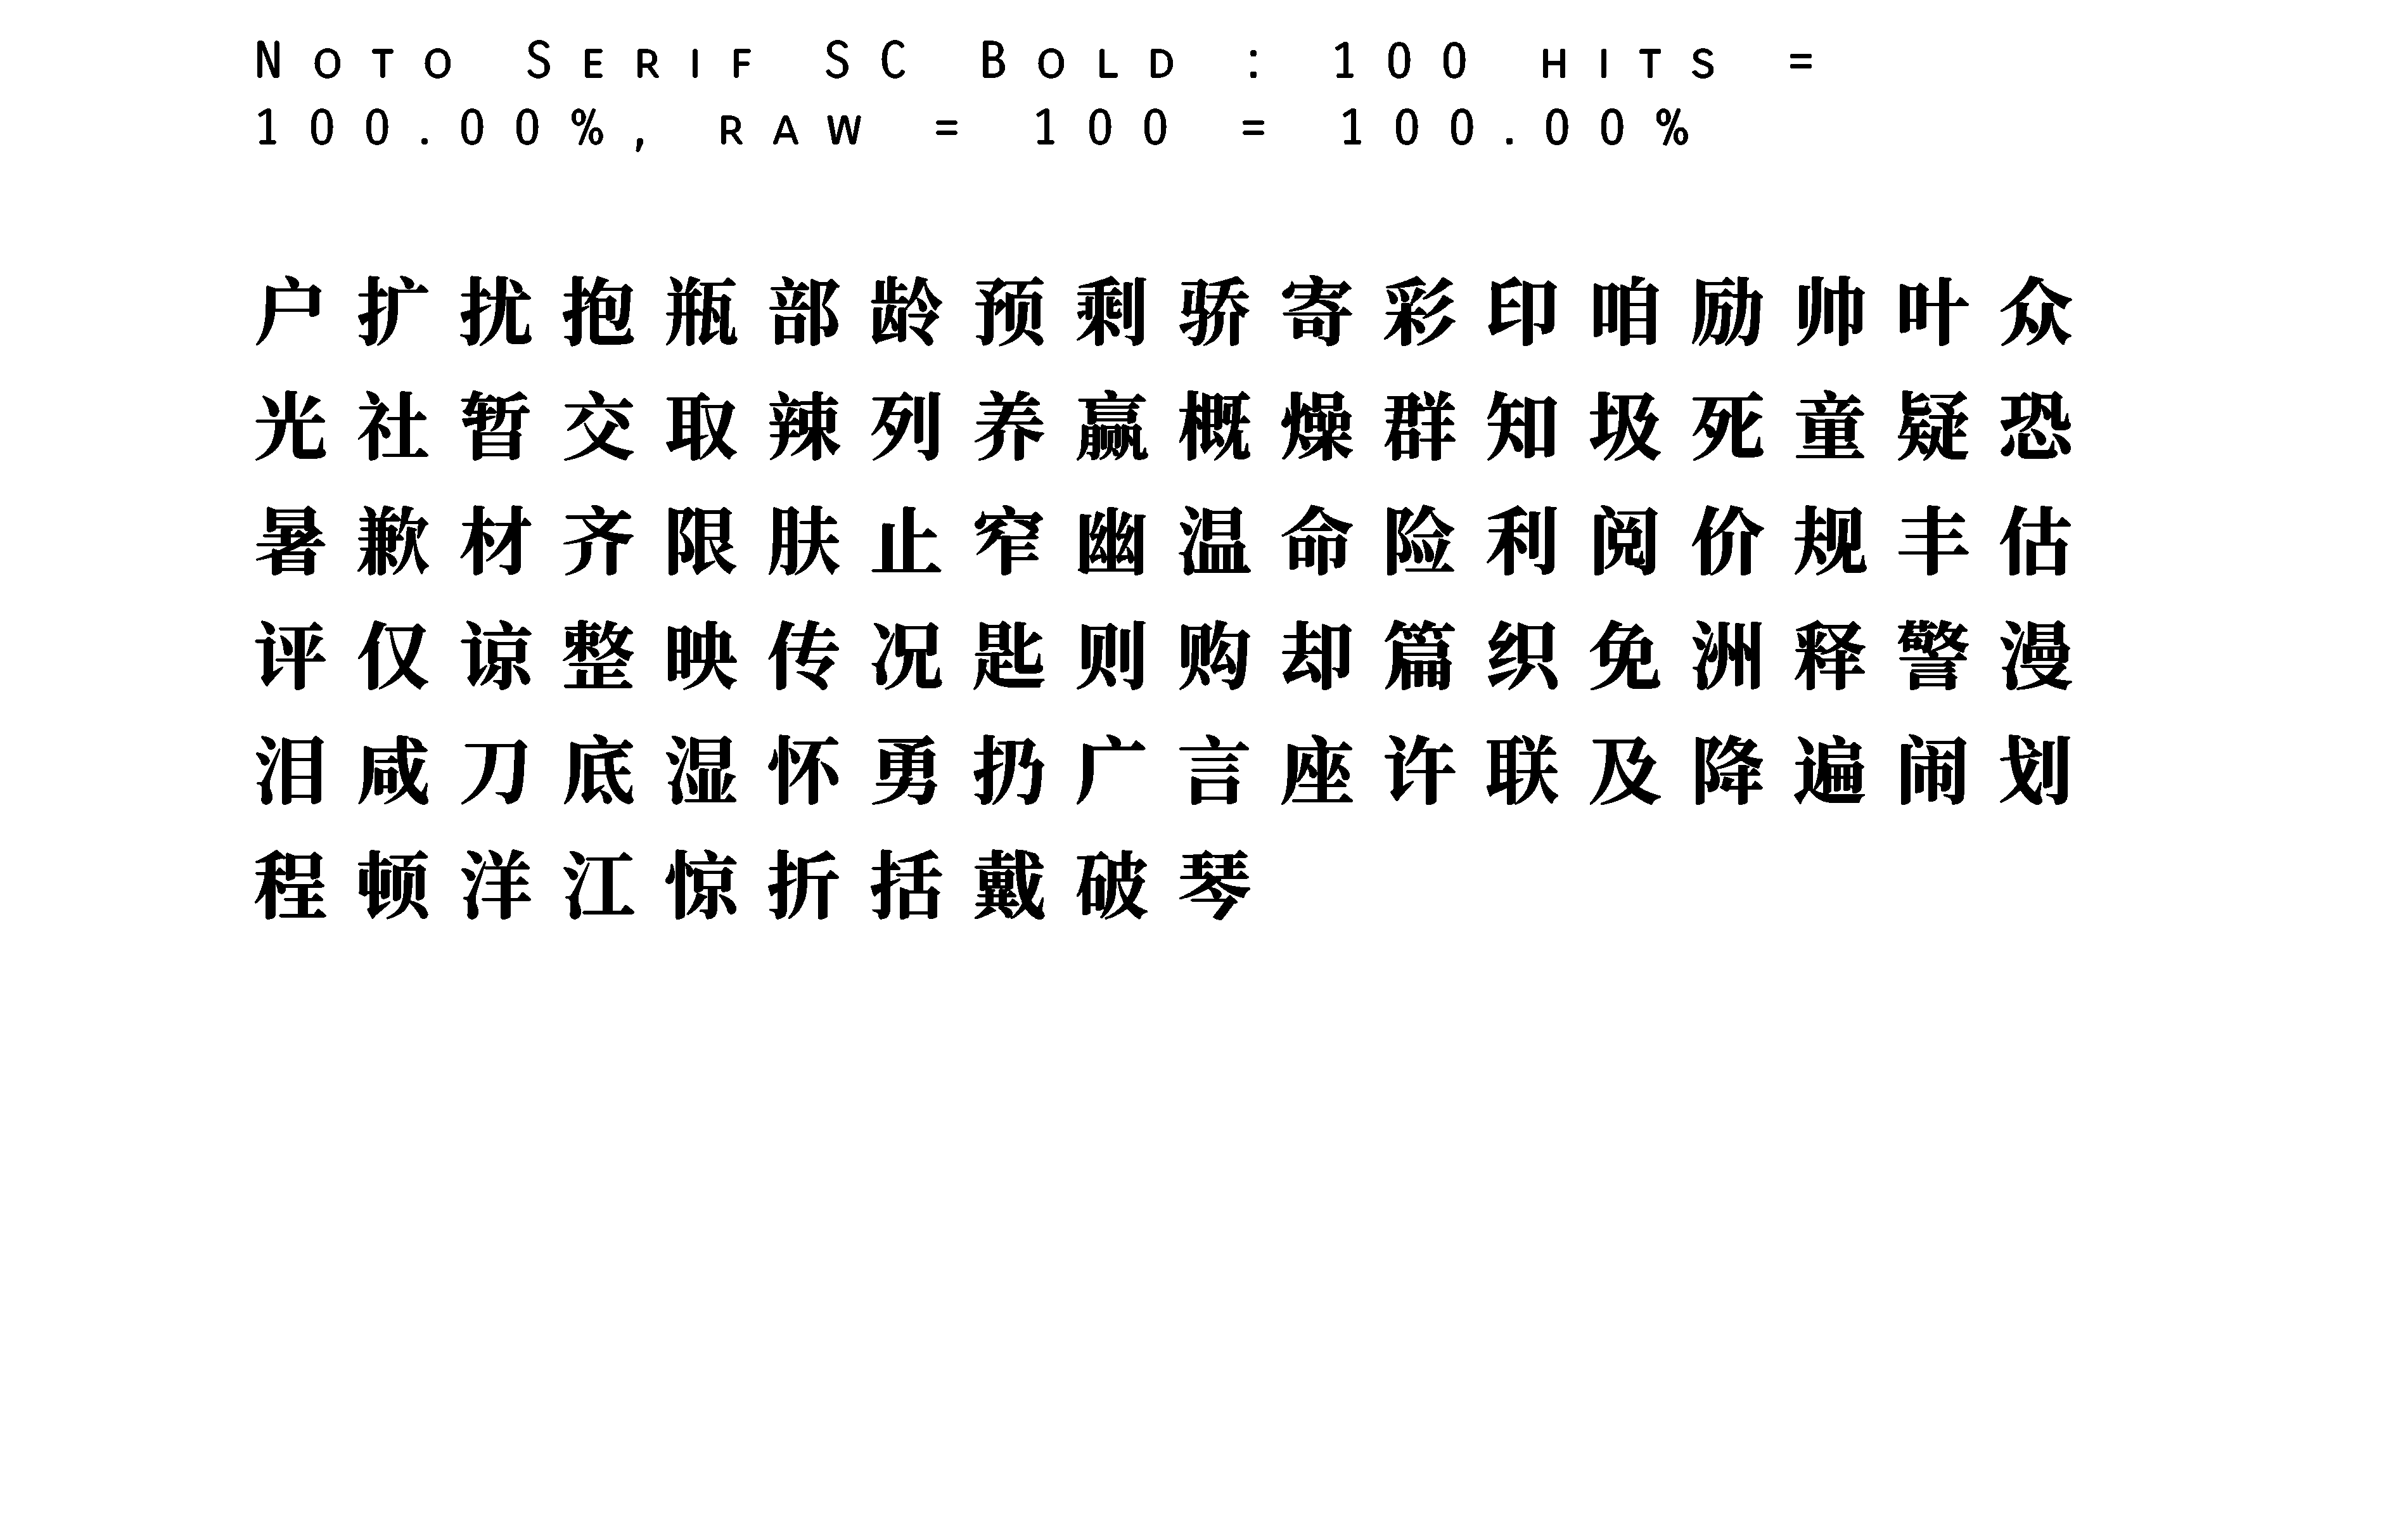 Noto Serif SC Bold : 100 hits =
100.00%, raw = 100 = 100.00%
户扩扰抱瓶部龄预剩骄寄彩印咱励帅叶众
光社暂交取辣列养赢概燥群知圾死童疑恐
暑歉材齐限肤止窄幽温命险利阅价规丰估
评仅谅整映传况匙则购却篇织免洲释警漫
泪咸刀底湿怀勇扔广言座许联及降遍闹划
程顿洋江惊折括戴破琴